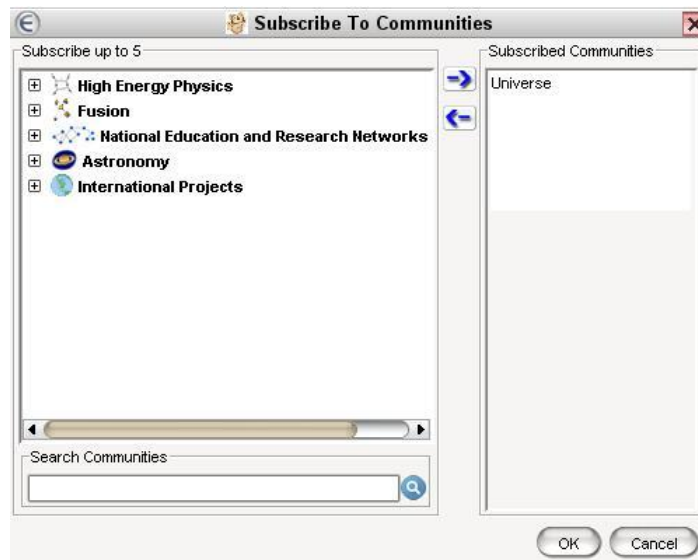 Subscribe To Communities
Subscribe up to 5
High Energy Physics
Fusion
National Education and Research Networks
Astronomy
International Projects
Search Communities
Subscribed Communities
Universe
OK
Cancel